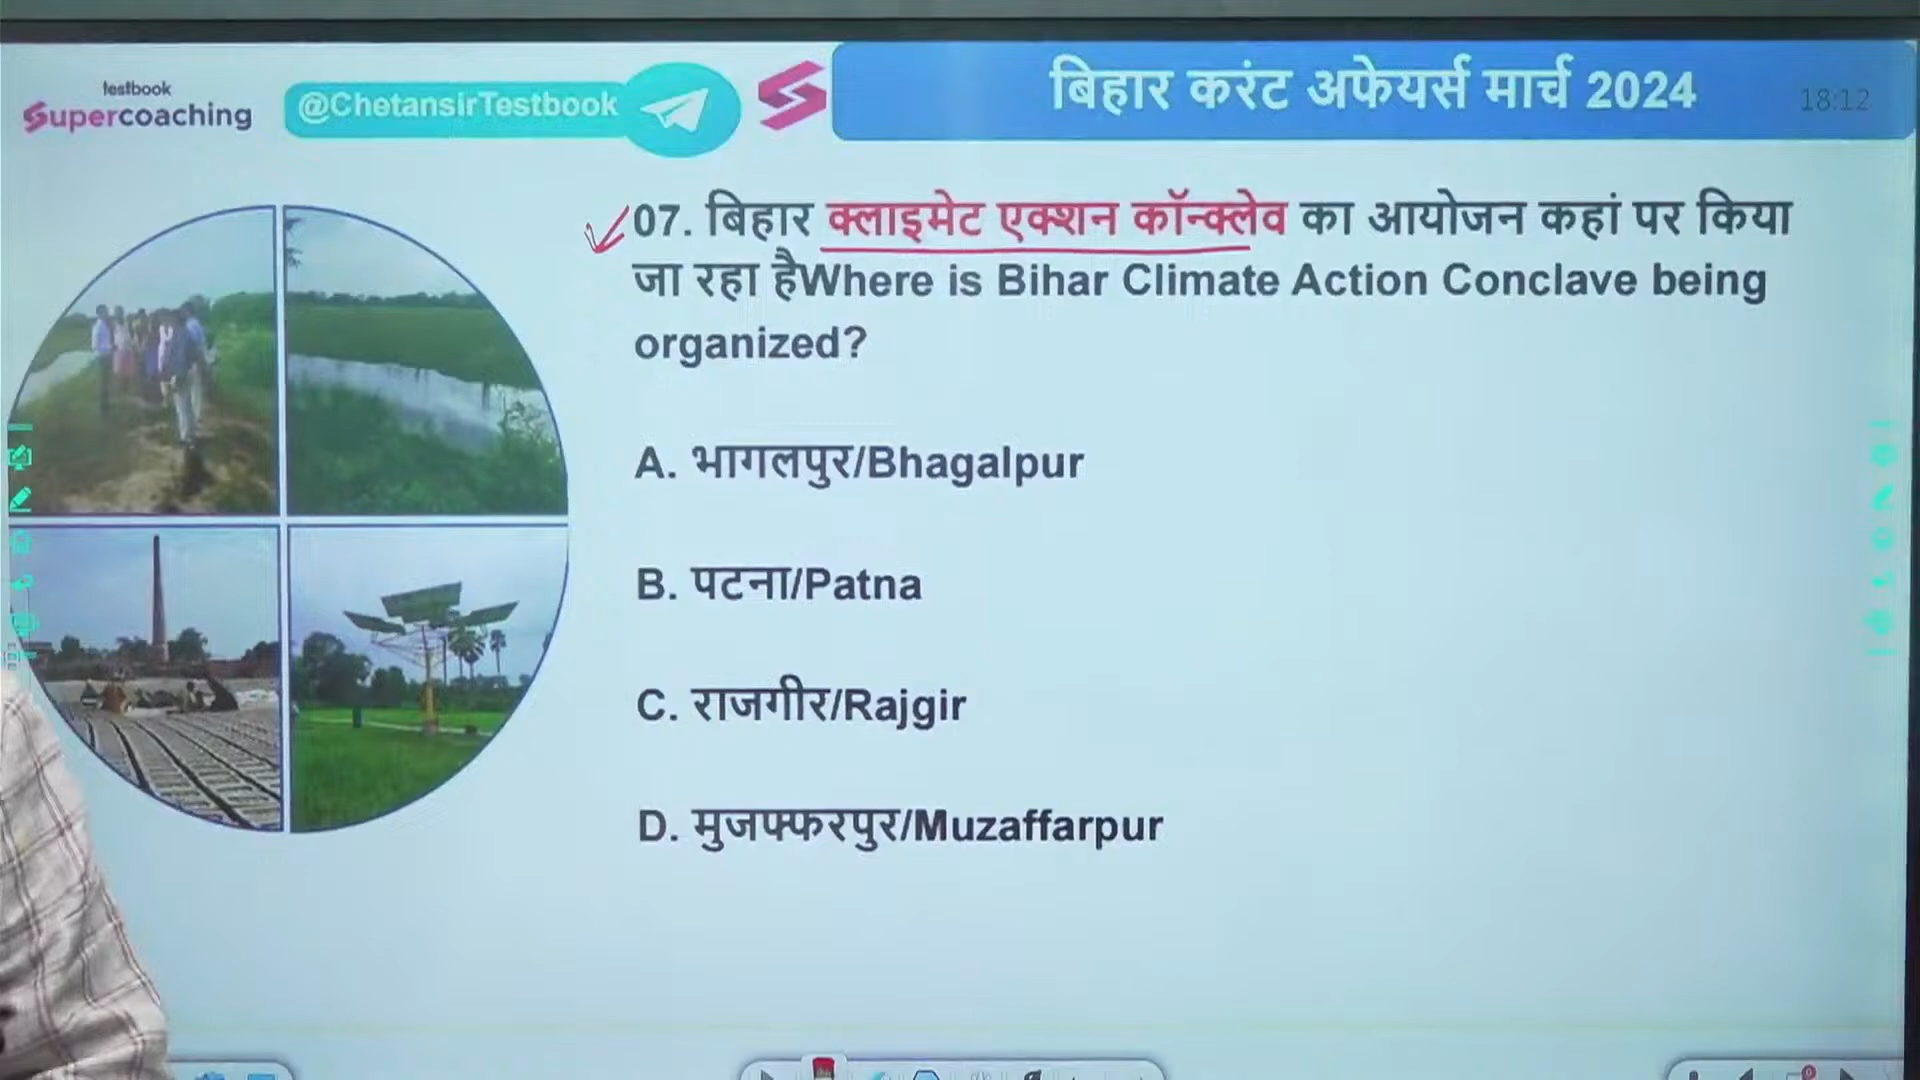 testbook
Supercoaching
@ChetansirTestbook
बिहार करंट अफेयर्स मार्च 2024
18:12
07. बिहार क्लाइमेट एक्शन कॉन्क्लेव का आयोजन कहां पर किया
जा रहा हैWhere is Bihar Climate Action Conclave being
organized?
A. भागलपुर/Bhagalpur
B. पटना/Patna
C. राजगीर/Rajgir
D. मुजफ्फरपुर/Muzaffarpur